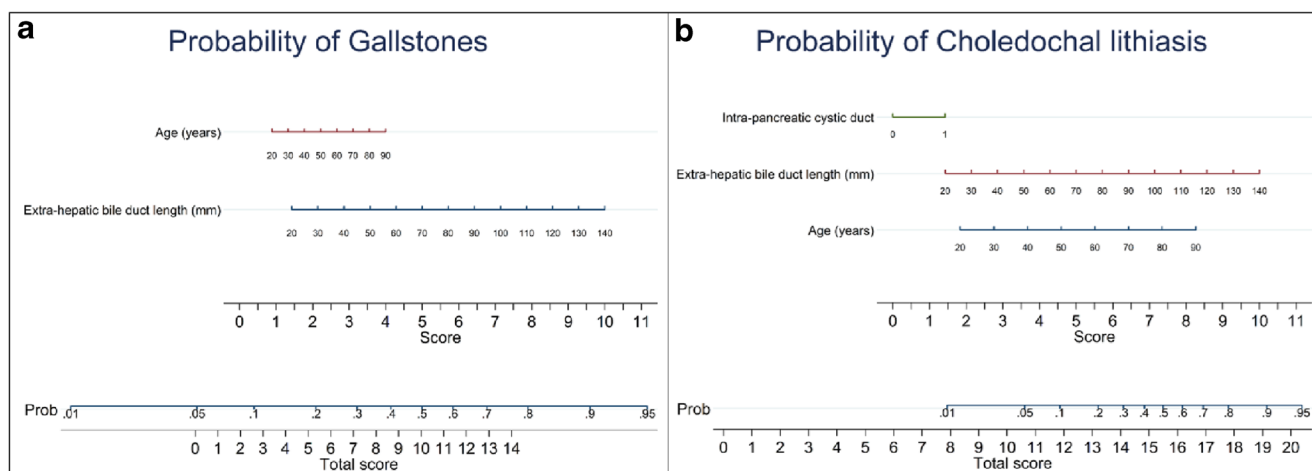 a
Probability of Gallstones
Age (years)
20 30 40 50 60 70 80 90
Extra-hepatic bile duct length (mm)
20 30 40 50 60 70 80 90 100 110 120 130 140
0 1 2 3 4 5 6 7 8 9 10 11
Score
Prob
.01 .05 .1 .2 .3 .4 .5 .6 .7 .8 .9 .95
0 1 2 3 4 5 6 7 8 9 10 11 12 13 14
Total score
b
Probability of Choledochal lithiasis
Intra-pancreatic cystic duct
0 1
Extra-hepatic bile duct length (mm)
20 30 40 50 60 70 80 90 100 110 120 130 140
Age (years)
20 30 40 50 60 70 80 90
0 1 2 3 4 5 6 7 8 9 10 11
Score
Prob
.01 .05 .1 .2 .3 .4 .5 .6 .7 .8 .9 .95
0 1 2 3 4 5 6 7 8 9 10 11 12 13 14 15 16 17 18 19 20
Total score